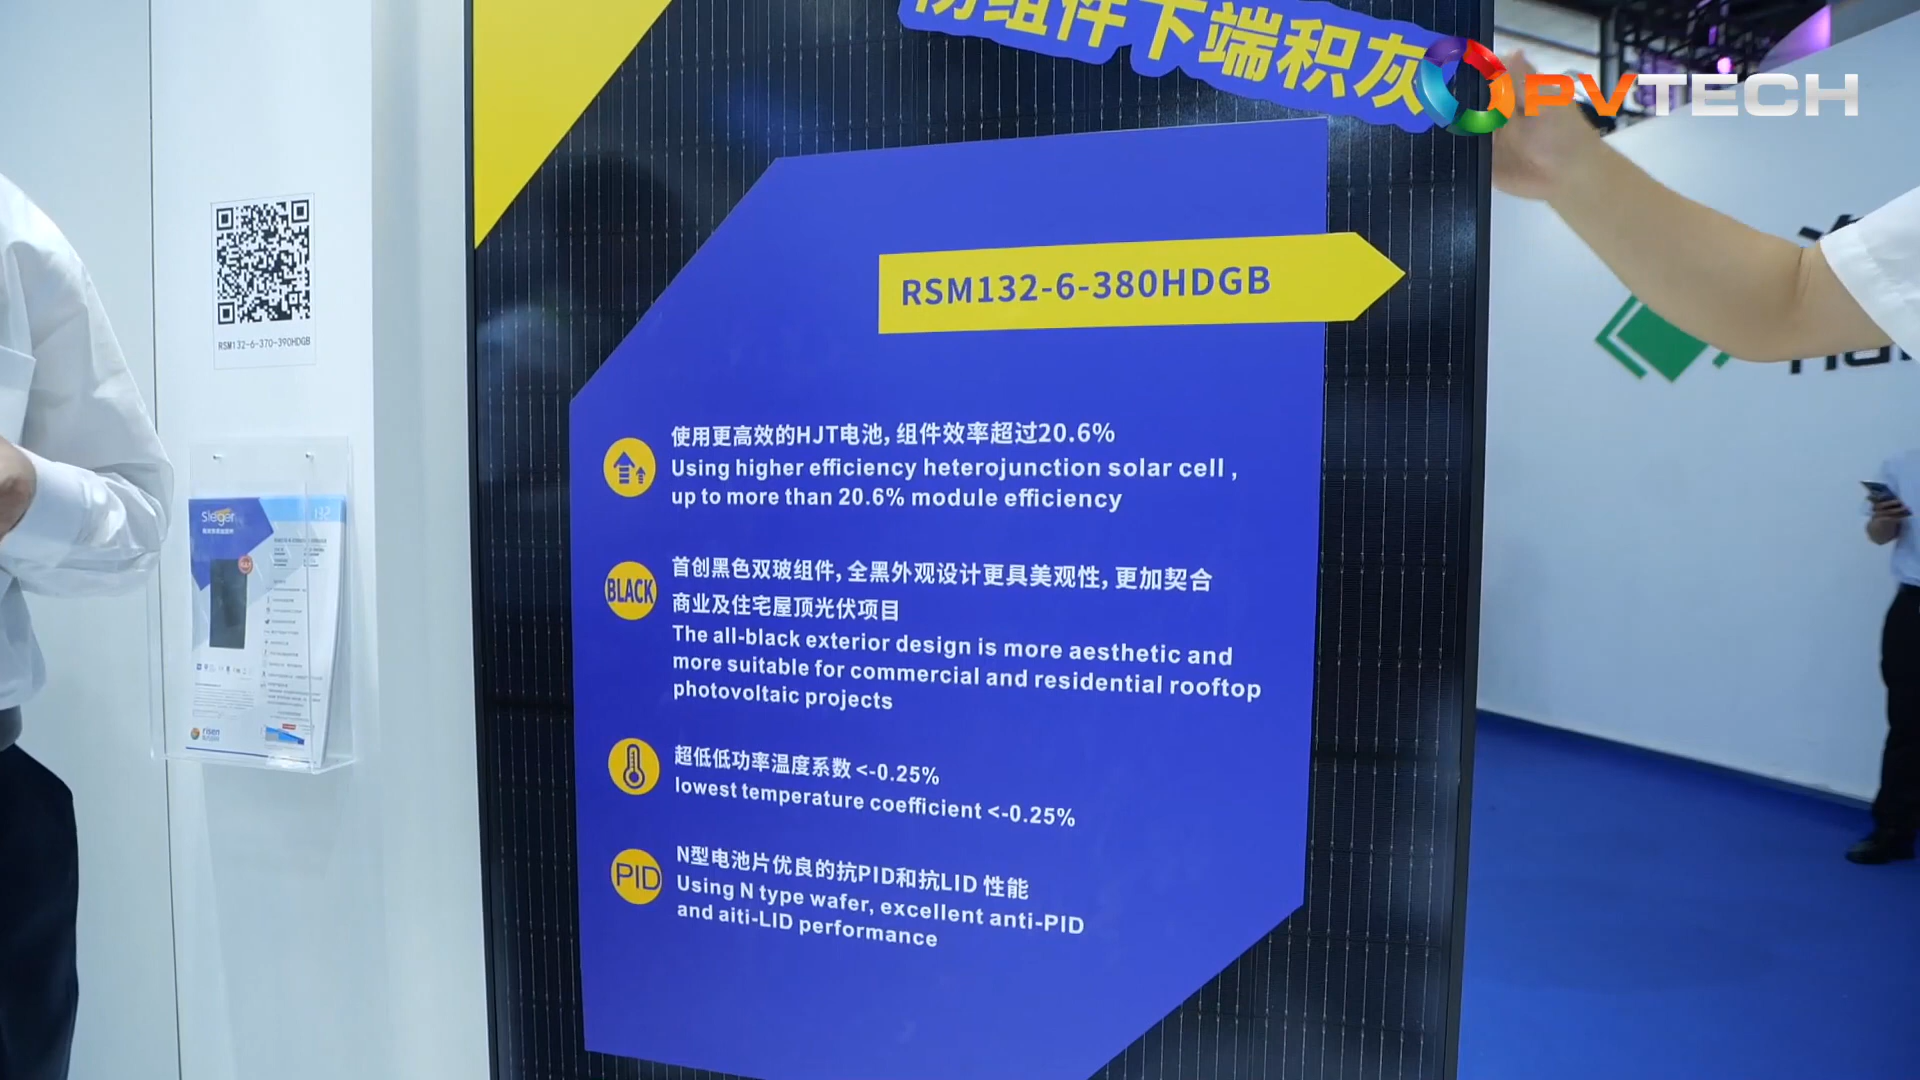 防组件下端积灰
PVTECH
RSM132-6-370-390HDGB
RSM132-6-380HDGB
使用更高效的HJT电池, 组件效率超过20.6%
Using higher efficiency heterojunction solar cell ,
up to more than 20.6% module efficiency
BLACK
首创黑色双玻组件, 全黑外观设计更具美观性, 更加契合
商业及住宅屋顶光伏项目
The all-black exterior design is more aesthetic and
more suitable for commercial and residential rooftop
photovoltaic projects
超低低功率温度系数 <-0.25%
lowest temperature coefficient <-0.25%
PID
N型电池片优良的抗PID和抗LID 性能
Using N type wafer, excellent anti-PID
and aiti-LID performance
132
risen